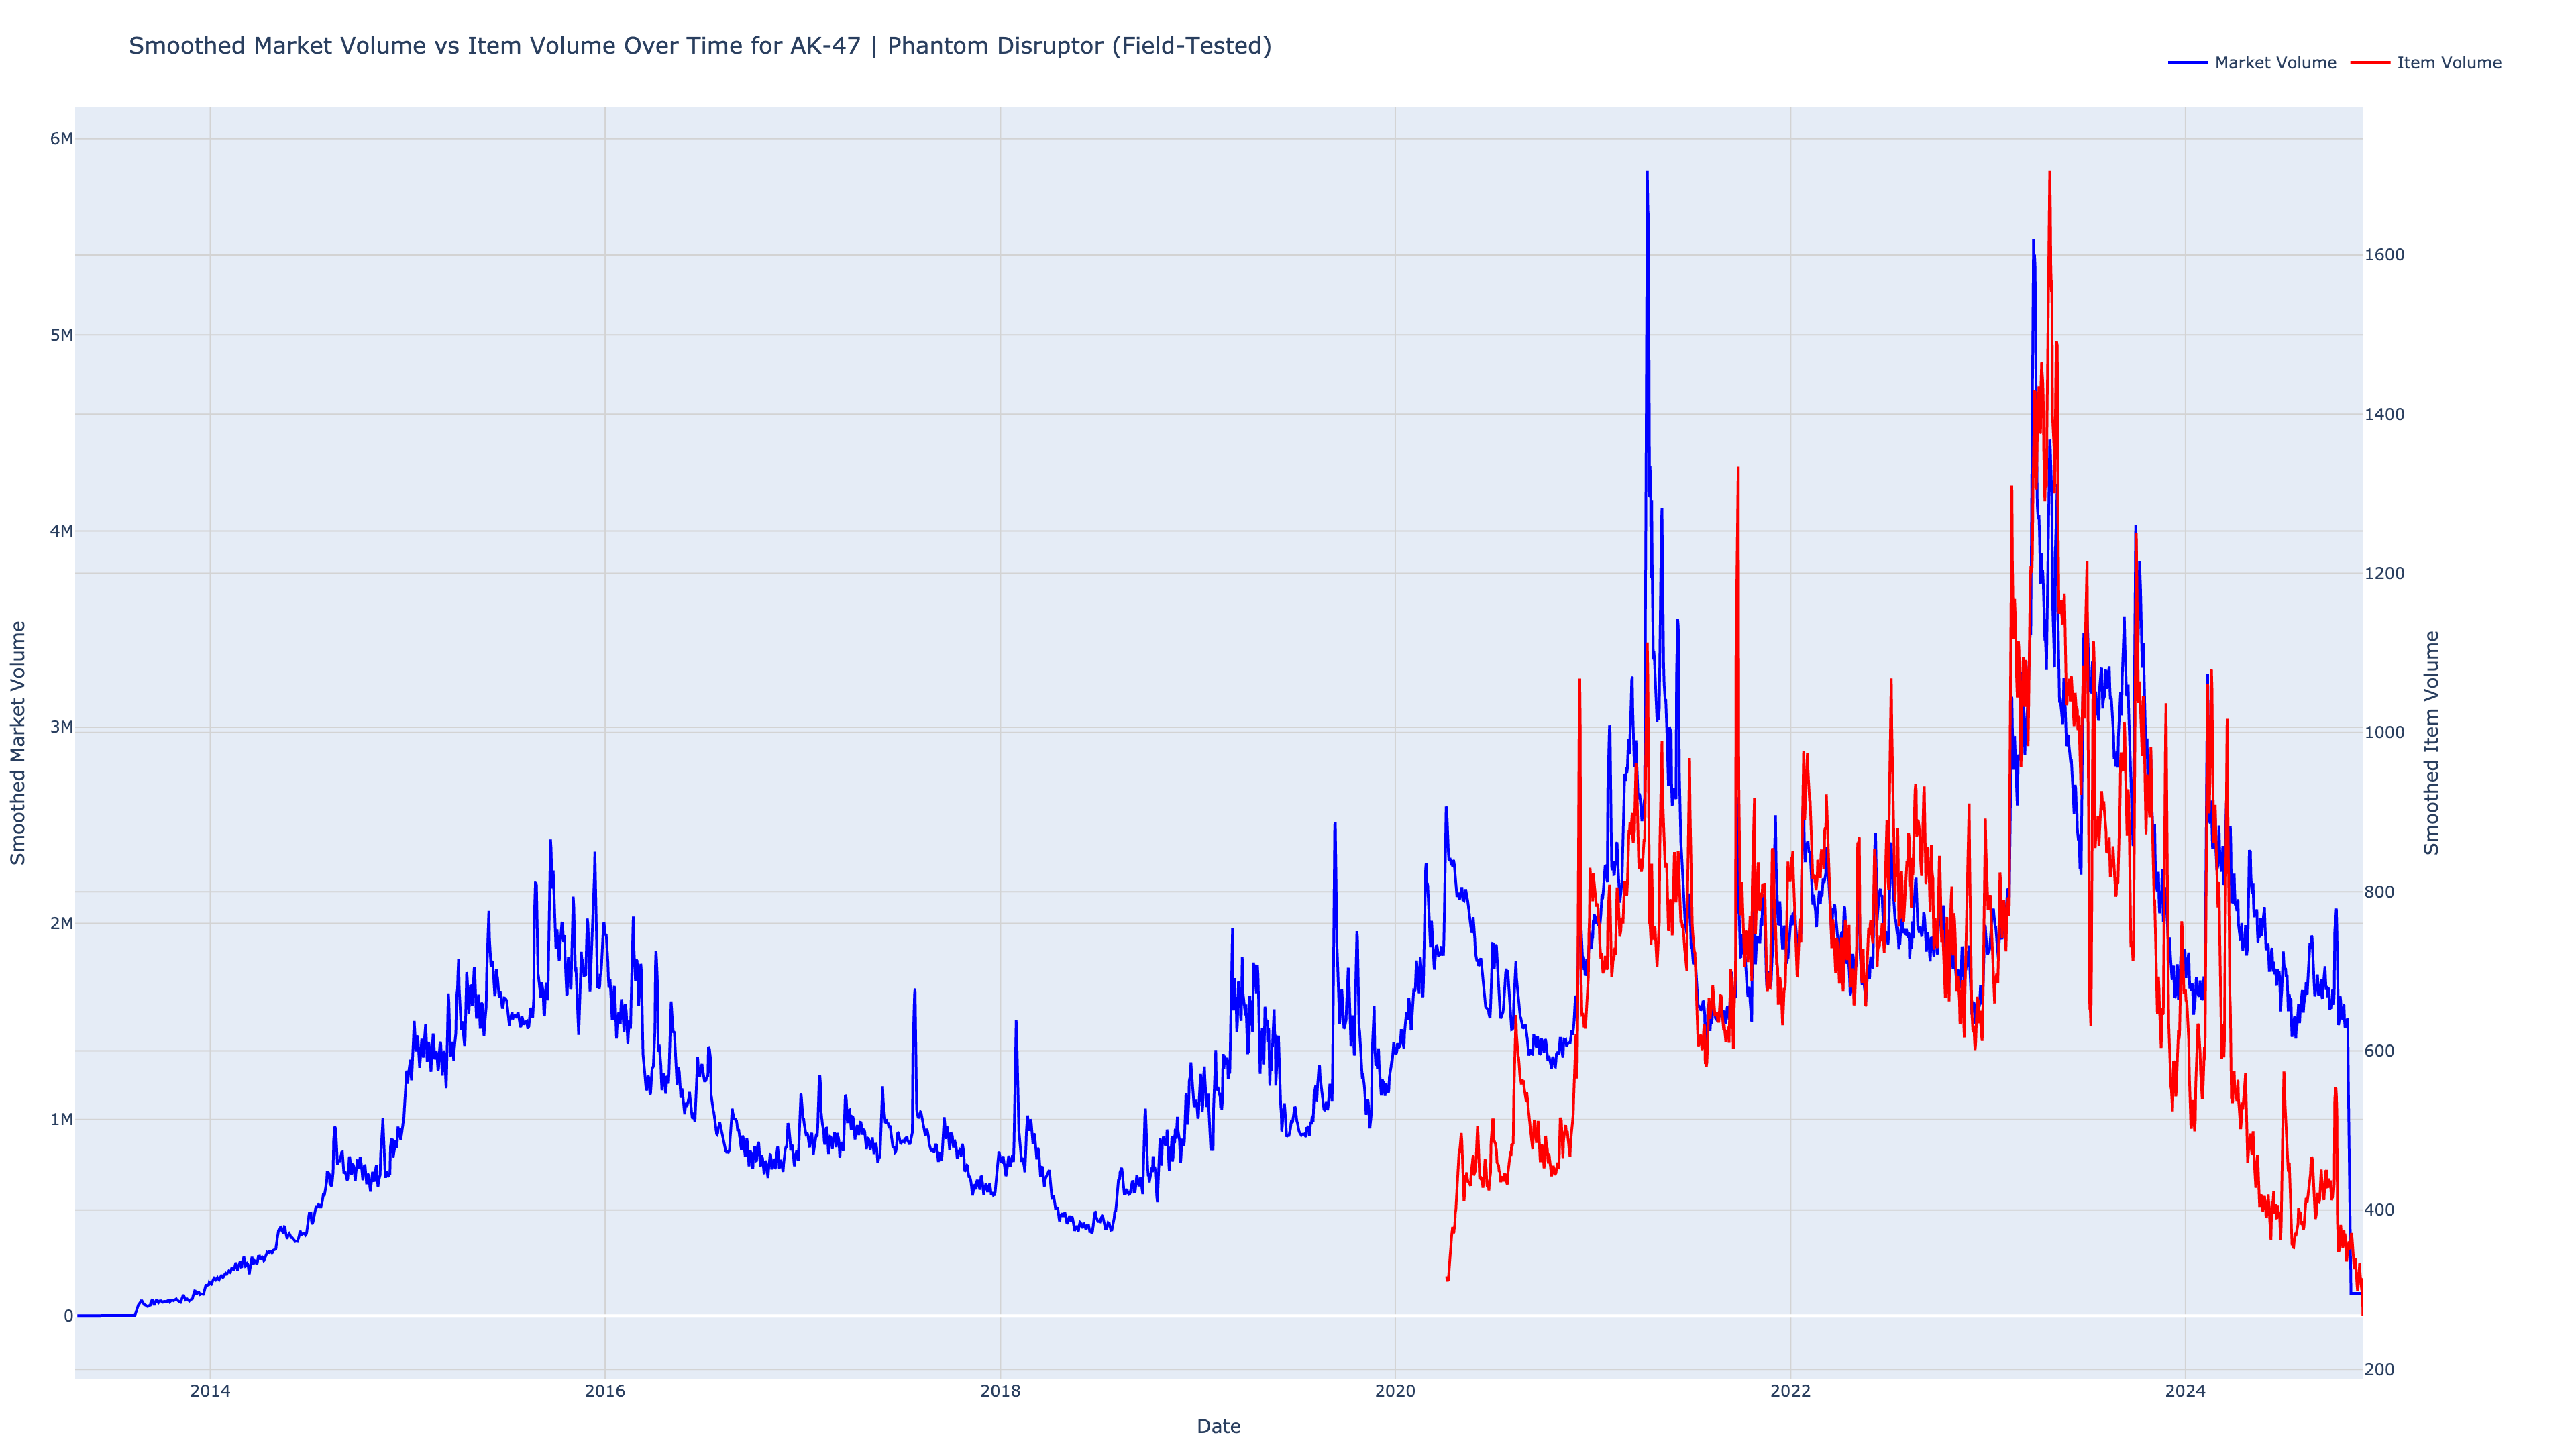 Smoothed Market Volume vs Item Volume Over Time for AK-47 | Phantom Disruptor (Field-Tested)
Market Volume
Item Volume
6M
5M
4M
3M
2M
1M
0
Smoothed Market Volume
1600
1400
1200
1000
800
600
400
200
Smoothed Item Volume
2014
2016
2018
2020
2022
2024
Date